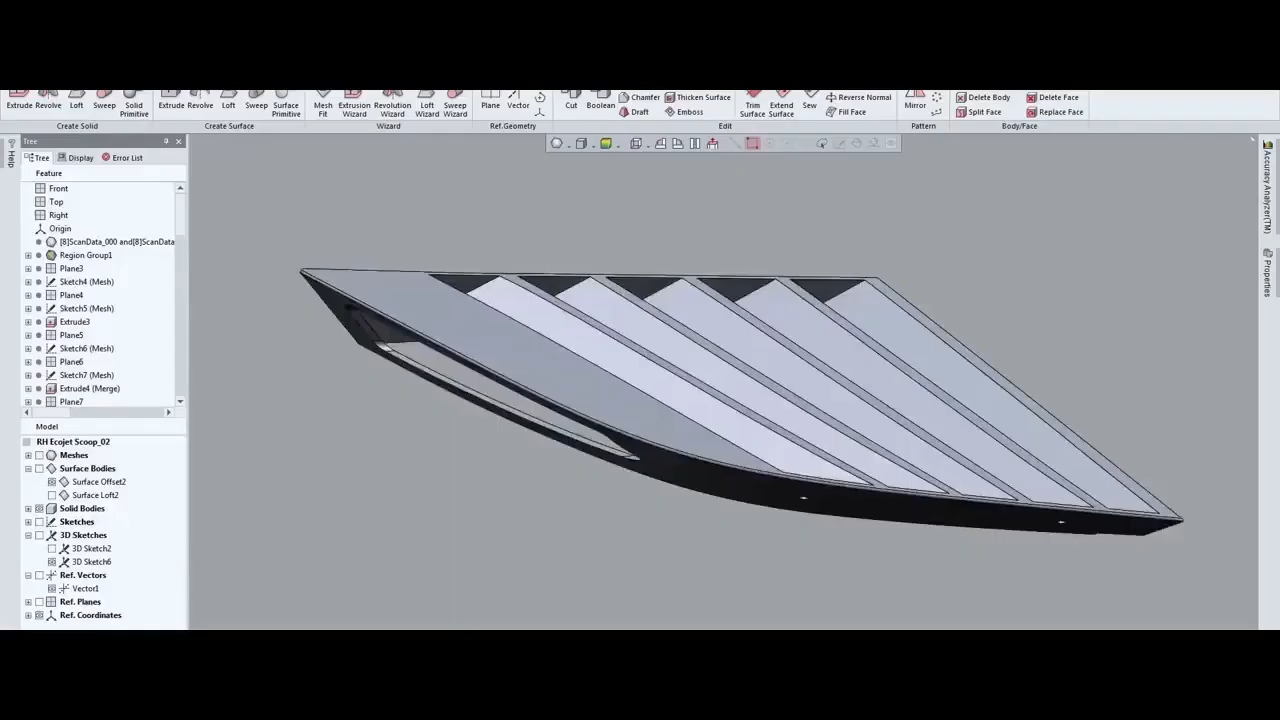 Extrude Revolve Loft Sweep Solid Primitive
Extrude Revolve Loft Sweep Surface Primitive
Mesh Fit Extrusion Wizard Revolution Wizard Loft Wizard Sweep Wizard
Plane Vector
Cut Boolean Chamfer Thicken Surface Trim Surface Extend Surface Sew Reverse Normal
Draft Emboss Fill Face
Mirror
Delete Body Delete Face
Split Face Replace Face
Create Solid Create Surface Wizard Ref.Geometry Edit Pattern Body/Face
Tree
Help
Tree Display Error List
Feature
Front
Top
Right
Origin
[8]ScanData_000 and[8]ScanData
Region Group1
Plane3
Sketch4 (Mesh)
Plane4
Sketch5 (Mesh)
Extrude3
Plane5
Sketch6 (Mesh)
Plane6
Sketch7 (Mesh)
Extrude4 (Merge)
Plane7
Model
RH Ecojet Scoop_02
Meshes
Surface Bodies
Surface Offset2
Surface Loft2
Solid Bodies
Sketches
3D Sketches
3D Sketch2
3D Sketch6
Ref. Vectors
Vector1
Ref. Planes
Ref. Coordinates
Accuracy Analyzer(TM)
Properties